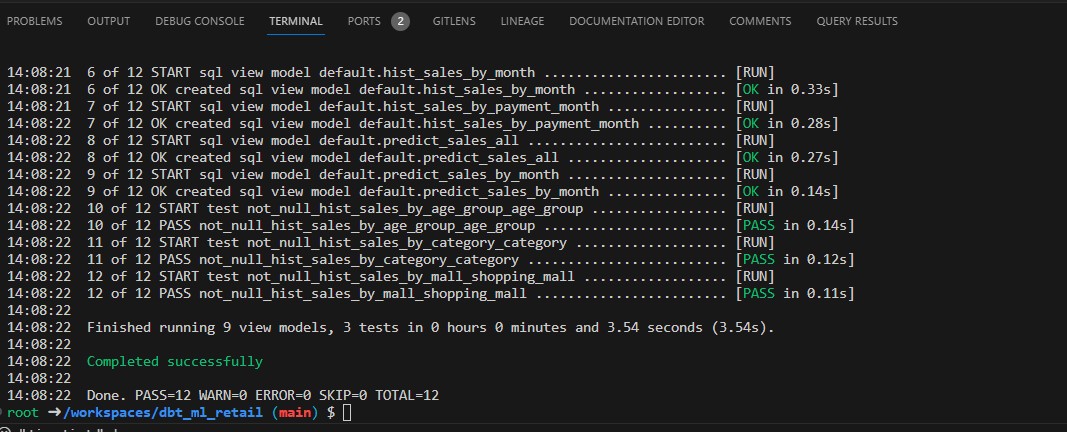 PROBLEMS OUTPUT DEBUG CONSOLE TERMINAL PORTS 2 GITLENS LINEAGE DOCUMENTATION EDITOR COMMENTS QUERY RESULTS
14:08:21 6 of 12 START sql view model default.hist_sales_by_month ....................... [RUN]
14:08:21 6 of 12 OK created sql view model default.hist_sales_by_month .................. [OK in 0.33s]
14:08:21 7 of 12 START sql view model default.hist_sales_by_payment_month ............... [RUN]
14:08:22 7 of 12 OK created sql view model default.hist_sales_by_payment_month .......... [OK in 0.28s]
14:08:22 8 of 12 START sql view model default.predict_sales_all ......................... [RUN]
14:08:22 8 of 12 OK created sql view model default.predict_sales_all .................... [OK in 0.27s]
14:08:22 9 of 12 START sql view model default.predict_sales_by_month .................... [RUN]
14:08:22 9 of 12 OK created sql view model default.predict_sales_by_month ............... [OK in 0.14s]
14:08:22 10 of 12 START test not_null_hist_sales_by_age_group_age_group ................. [RUN]
14:08:22 10 of 12 PASS not_null_hist_sales_by_age_group_age_group ....................... [PASS in 0.14s]
14:08:22 11 of 12 START test not_null_hist_sales_by_category_category ................... [RUN]
14:08:22 11 of 12 PASS not_null_hist_sales_by_category_category ......................... [PASS in 0.12s]
14:08:22 12 of 12 START test not_null_hist_sales_by_mall_shopping_mall .................. [RUN]
14:08:22 12 of 12 PASS not_null_hist_sales_by_mall_shopping_mall ........................ [PASS in 0.11s]
14:08:22
14:08:22 Finished running 9 view models, 3 tests in 0 hours 0 minutes and 3.54 seconds (3.54s).
14:08:22
14:08:22 Completed successfully
14:08:22
14:08:22 Done. PASS=12 WARN=0 ERROR=0 SKIP=0 TOTAL=12
root ➜/workspaces/dbt_ml_retail (main) $